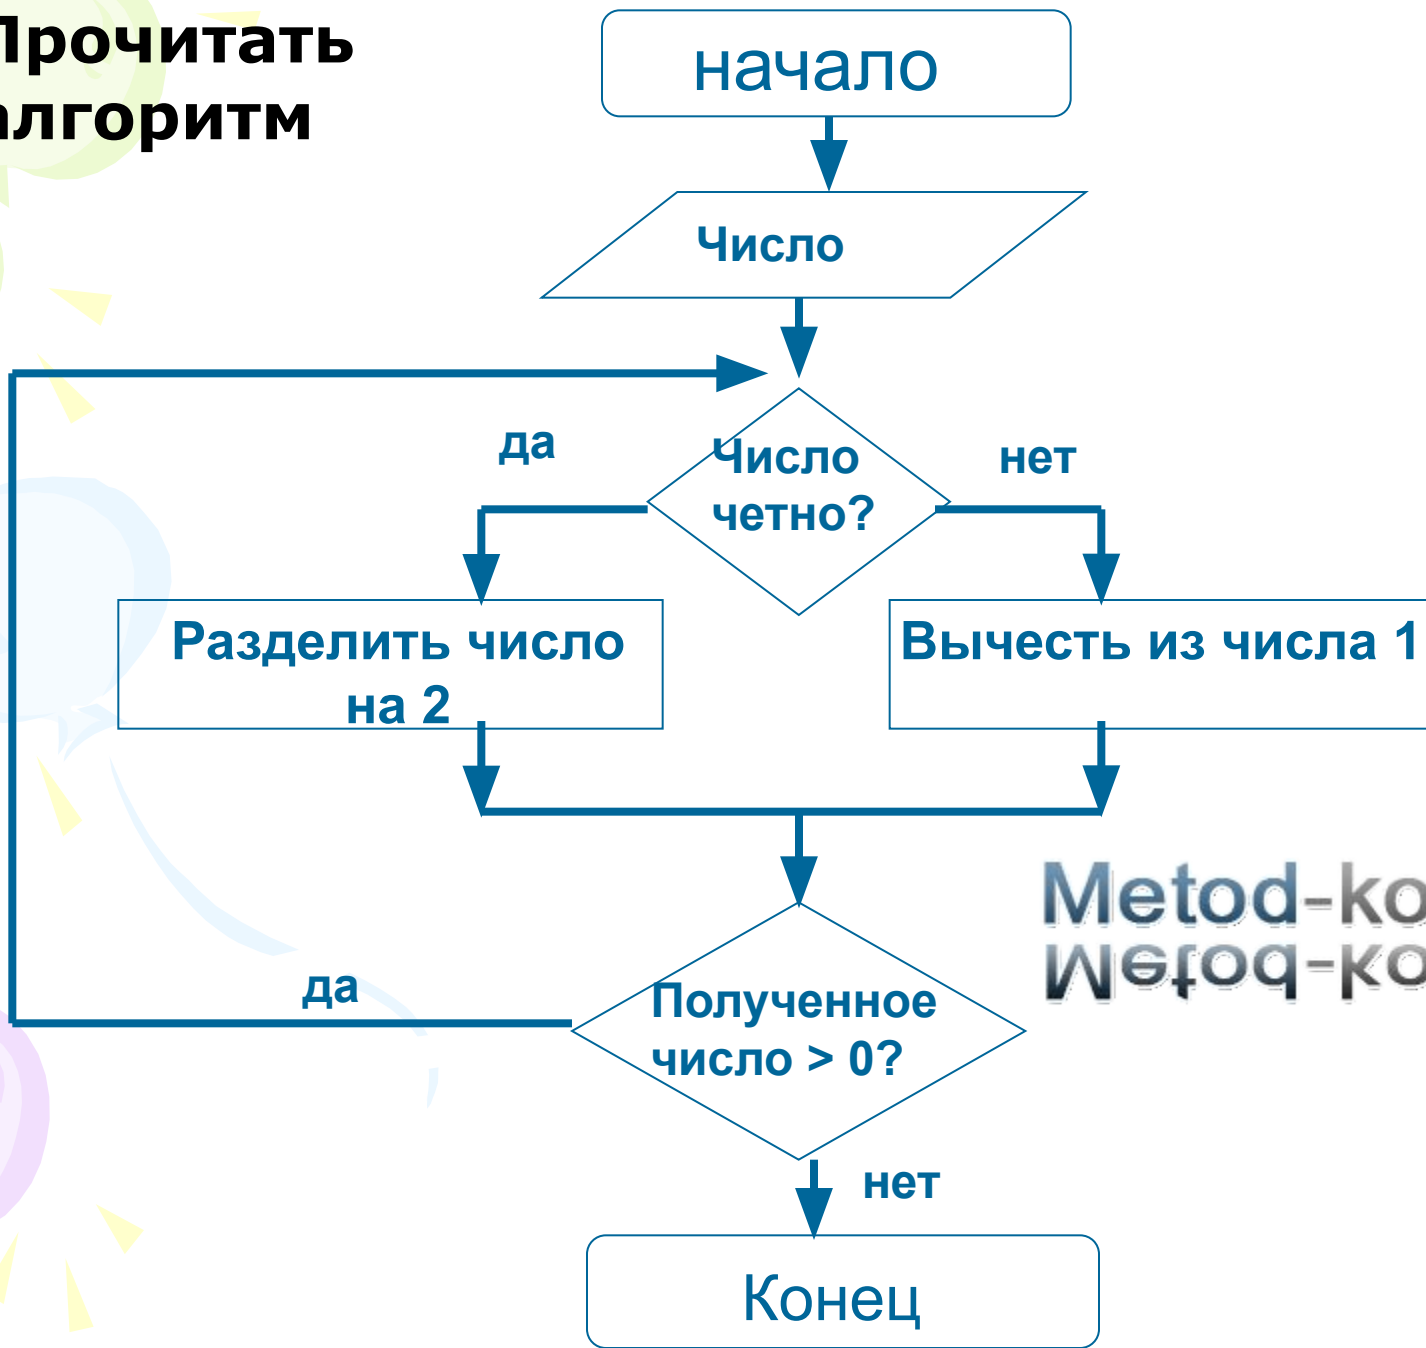 Прочитать
алгоритм
начало
Число
да
Число
четно?
нет
Разделить число
на 2
Вычесть из числа 1
Metod-ko
да
Полученное
число > 0?
нет
Конец